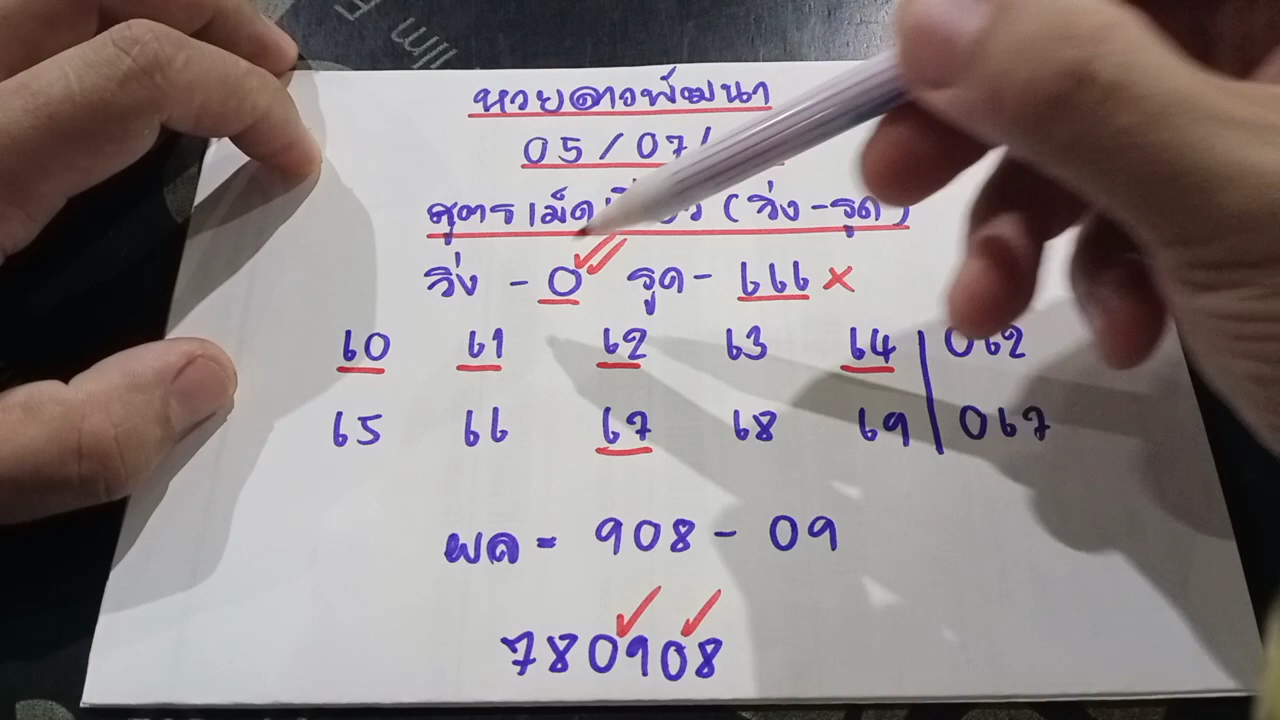 หวยลาวพัฒนา
05/07/
สูตรเม็ด (วิ่ง-รูด)
วิ่ง - 0 รูด - 666 x
60 61 62 63 64 | 062
65 66 67 68 69 | 067
ผล = 908 - 09
780908